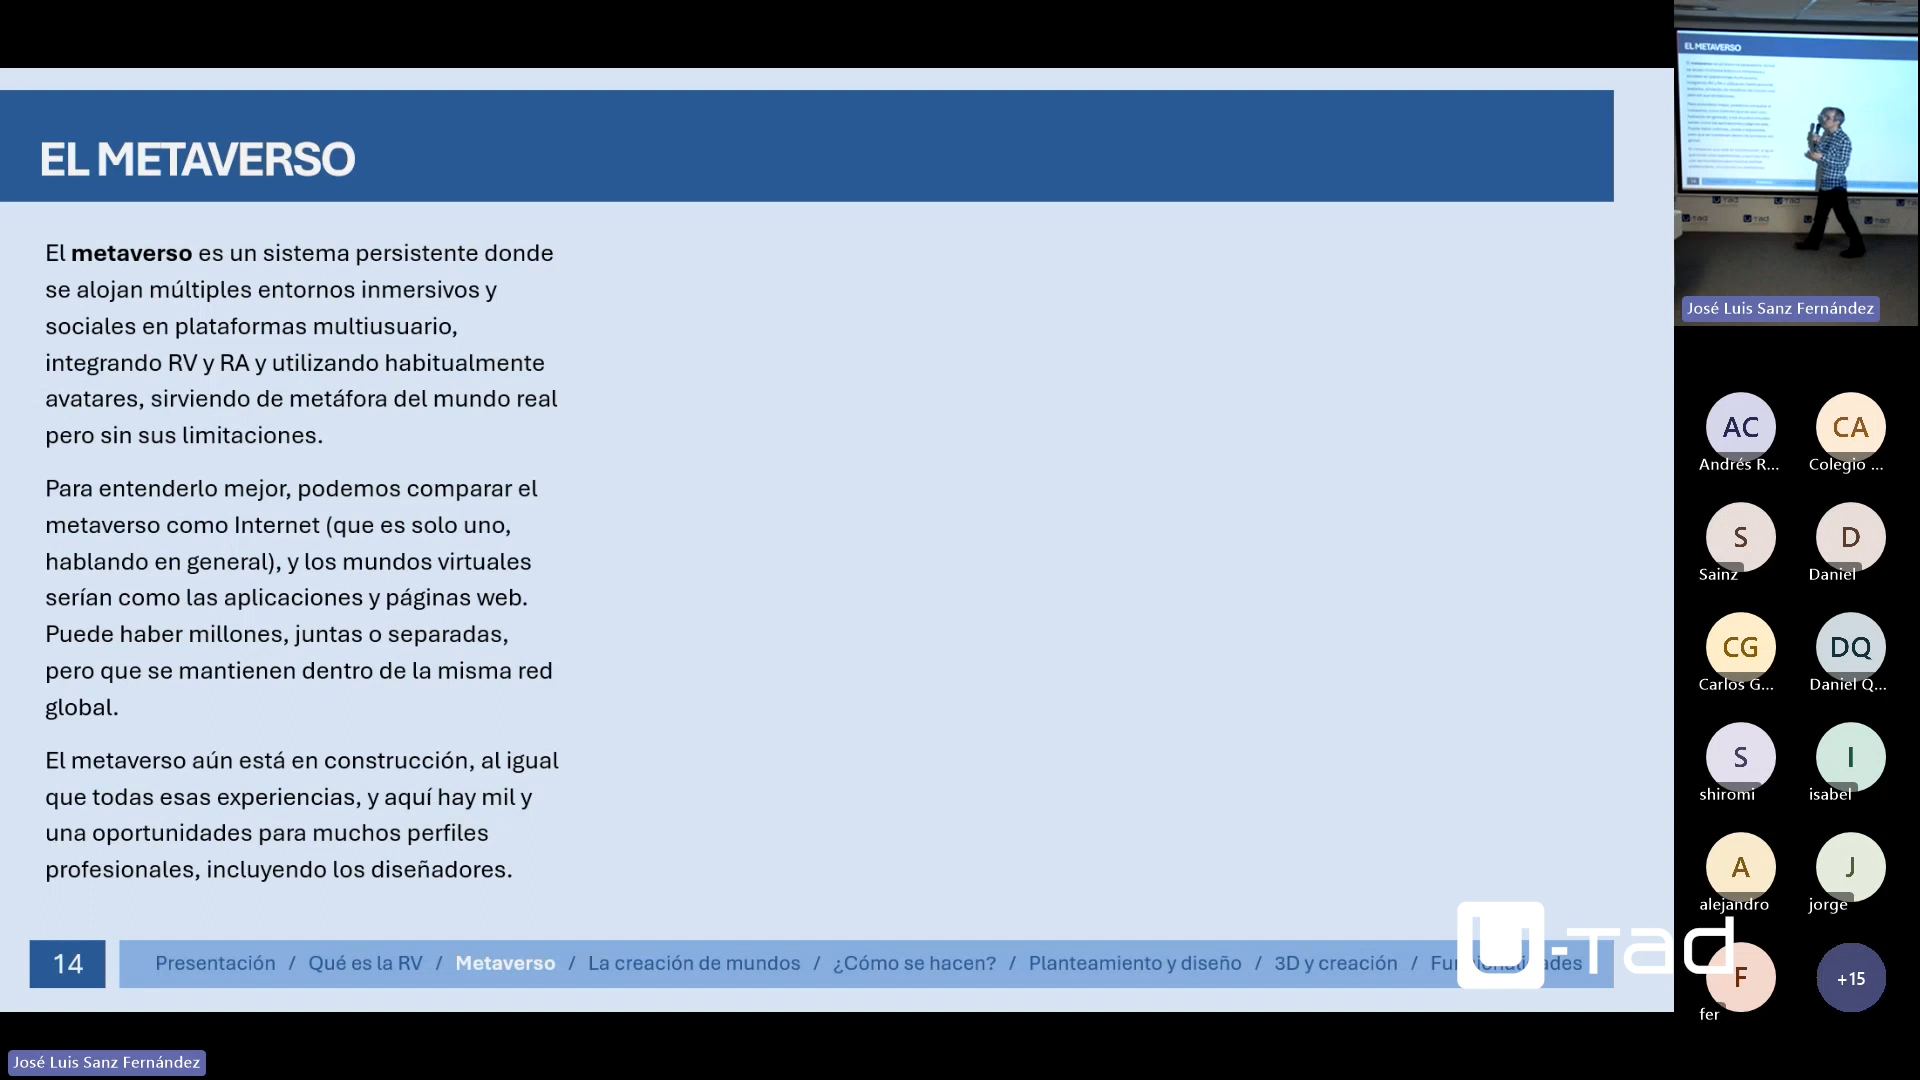 EL METAVERSO
El metaverso es un sistema persistente donde
se alojan múltiples entornos inmersivos y
sociales en plataformas multiusuario,
integrando RV y RA y utilizando habitualmente
avatares, sirviendo de metáfora del mundo real
pero sin sus limitaciones.
Para entenderlo mejor, podemos comparar el
metaverso como Internet (que es solo uno,
hablando en general), y los mundos virtuales
serían como las aplicaciones y páginas web.
Puede haber millones, juntas o separadas,
pero que se mantienen dentro de la misma red
global.
El metaverso aún está en construcción, al igual
que todas esas experiencias, y aquí hay mil y
una oportunidades para muchos perfiles
profesionales, incluyendo los diseñadores.
14
Presentación / Qué es la RV / Metaverso / La creación de mundos / ¿Cómo se hacen? / Planteamiento y diseño / 3D y creación / Funcionalidades
U-tad
José Luis Sanz Fernández
EL METAVERSO
José Luis Sanz Fernández
AC
Andrés R...
CA
Colegio ...
S
Sainz
D
Daniel
CG
Carlos G...
DQ
Daniel Q...
S
shiromi
I
isabel
A
alejandro
J
jorge
F
fer
+15